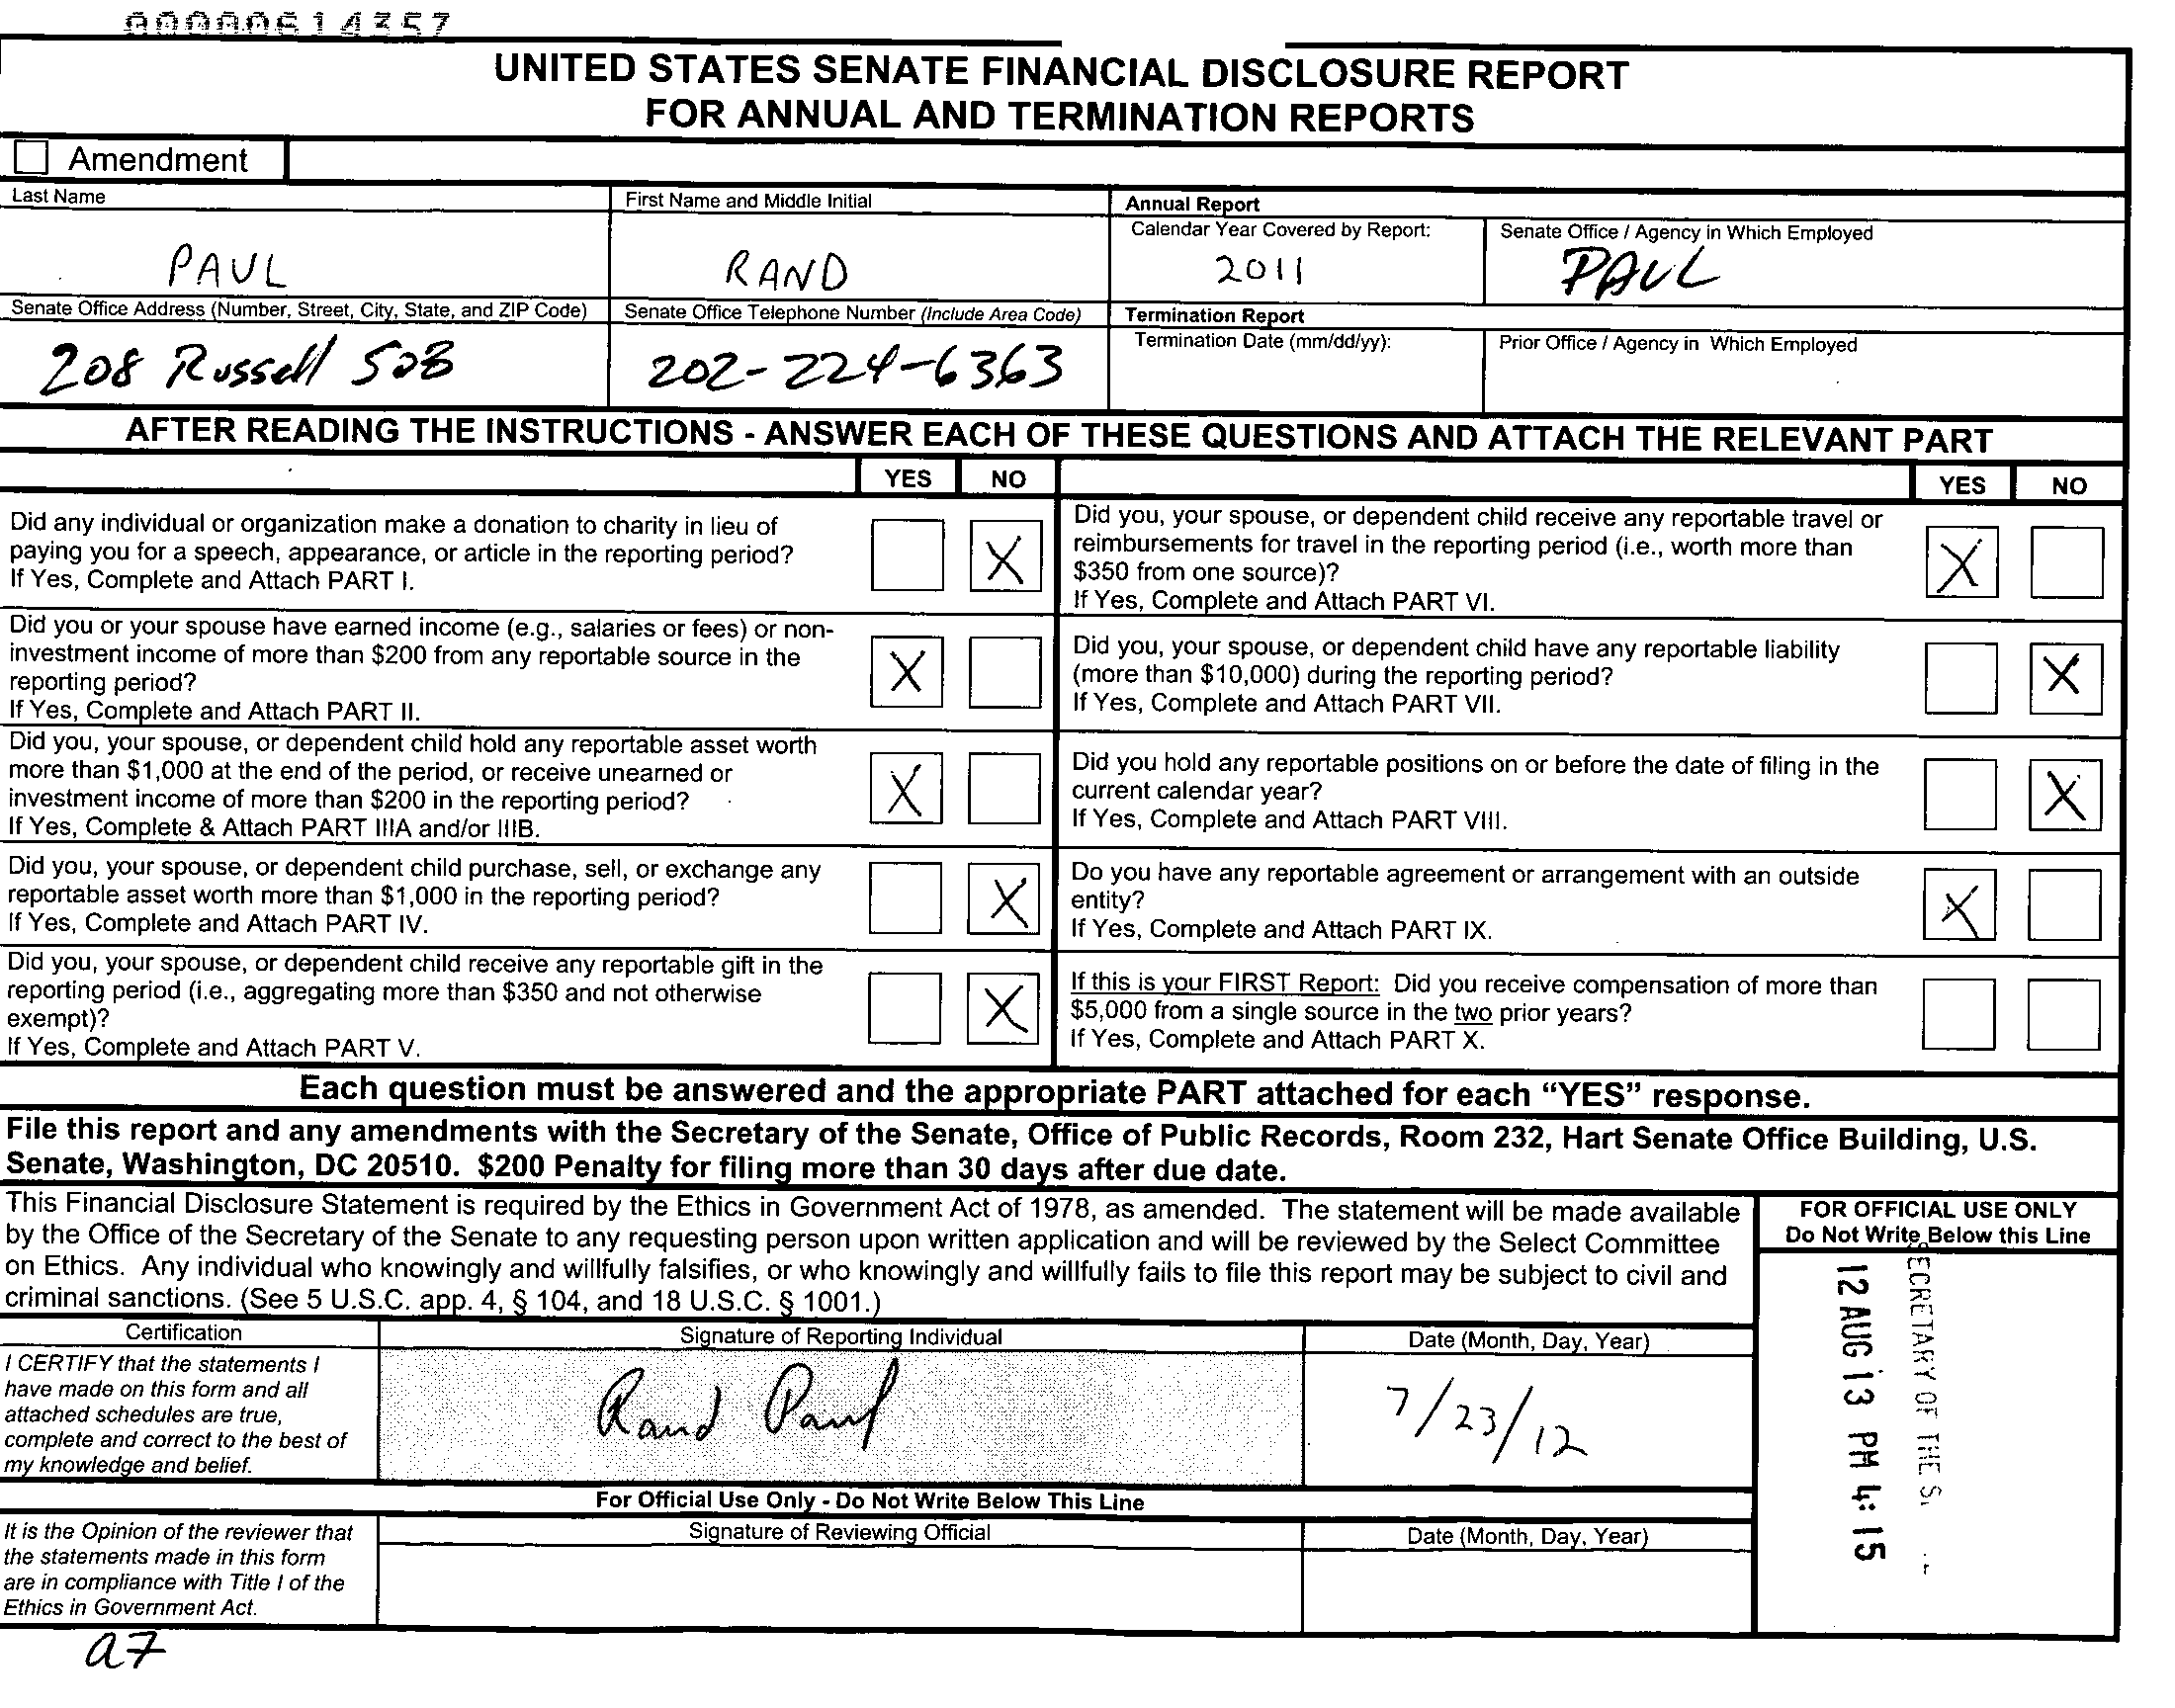 000000614357
UNITED STATES SENATE FINANCIAL DISCLOSURE REPORT
FOR ANNUAL AND TERMINATION REPORTS
Amendment
Last Name
PAUL
First Name and Middle Initial
RAND
Annual Report
Calendar Year Covered by Report:
2011
Senate Office / Agency in Which Employed
PAUL
Senate Office Address (Number, Street, City, State, and ZIP Code)
208 Russell SOB
Senate Office Telephone Number (Include Area Code)
202-224-6363
Termination Report
Termination Date (mm/dd/yy):
Prior Office / Agency in Which Employed
AFTER READING THE INSTRUCTIONS - ANSWER EACH OF THESE QUESTIONS AND ATTACH THE RELEVANT PART
YES NO
Did any individual or organization make a donation to charity in lieu of
paying you for a speech, appearance, or article in the reporting period?
If Yes, Complete and Attach PART I.
X
Did you or your spouse have earned income (e.g., salaries or fees) or non-
investment income of more than $200 from any reportable source in the
reporting period?
If Yes, Complete and Attach PART II.
X
Did you, your spouse, or dependent child hold any reportable asset worth
more than $1,000 at the end of the period, or receive unearned or
investment income of more than $200 in the reporting period?
If Yes, Complete & Attach PART IIIA and/or IIIB.
X
Did you, your spouse, or dependent child purchase, sell, or exchange any
reportable asset worth more than $1,000 in the reporting period?
If Yes, Complete and Attach PART IV.
X
Did you, your spouse, or dependent child receive any reportable gift in the
reporting period (i.e., aggregating more than $350 and not otherwise
exempt)?
If Yes, Complete and Attach PART V.
X
YES NO
Did you, your spouse, or dependent child receive any reportable travel or
reimbursements for travel in the reporting period (i.e., worth more than
$350 from one source)?
If Yes, Complete and Attach PART VI.
X
Did you, your spouse, or dependent child have any reportable liability
(more than $10,000) during the reporting period?
If Yes, Complete and Attach PART VII.
X
Did you hold any reportable positions on or before the date of filing in the
current calendar year?
If Yes, Complete and Attach PART VIII.
X
Do you have any reportable agreement or arrangement with an outside
entity?
If Yes, Complete and Attach PART IX.
X
If this is your FIRST Report: Did you receive compensation of more than
$5,000 from a single source in the two prior years?
If Yes, Complete and Attach PART X.
Each question must be answered and the appropriate PART attached for each “YES” response.
File this report and any amendments with the Secretary of the Senate, Office of Public Records, Room 232, Hart Senate Office Building, U.S.
Senate, Washington, DC 20510. $200 Penalty for filing more than 30 days after due date.
This Financial Disclosure Statement is required by the Ethics in Government Act of 1978, as amended. The statement will be made available
by the Office of the Secretary of the Senate to any requesting person upon written application and will be reviewed by the Select Committee
on Ethics. Any individual who knowingly and willfully falsifies, or who knowingly and willfully fails to file this report may be subject to civil and
criminal sanctions. (See 5 U.S.C. app. 4, § 104, and 18 U.S.C. § 1001.)
FOR OFFICIAL USE ONLY
Do Not Write Below this Line
ECRETARY OF THE S
12 AUG 13 PM 4:15
Certification
I CERTIFY that the statements I
have made on this form and all
attached schedules are true,
complete and correct to the best of
my knowledge and belief.
Signature of Reporting Individual
Rand Paul
Date (Month, Day, Year)
7/23/12
For Official Use Only - Do Not Write Below This Line
It is the Opinion of the reviewer that
the statements made in this form
are in compliance with Title I of the
Ethics in Government Act.
Signature of Reviewing Official
Date (Month, Day, Year)
a7